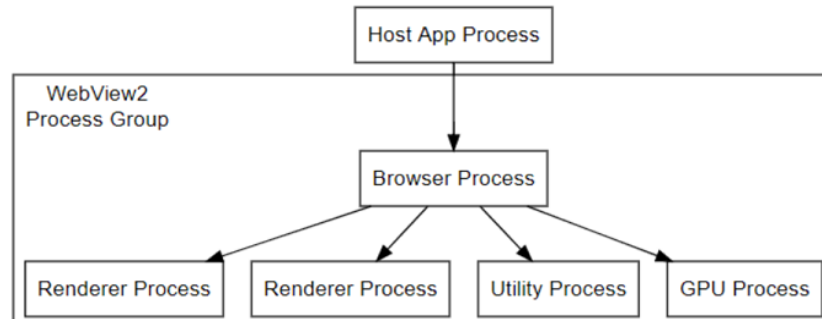 Host App Process
WebView2
Process Group
Browser Process
Renderer Process
Renderer Process
Utility Process
GPU Process